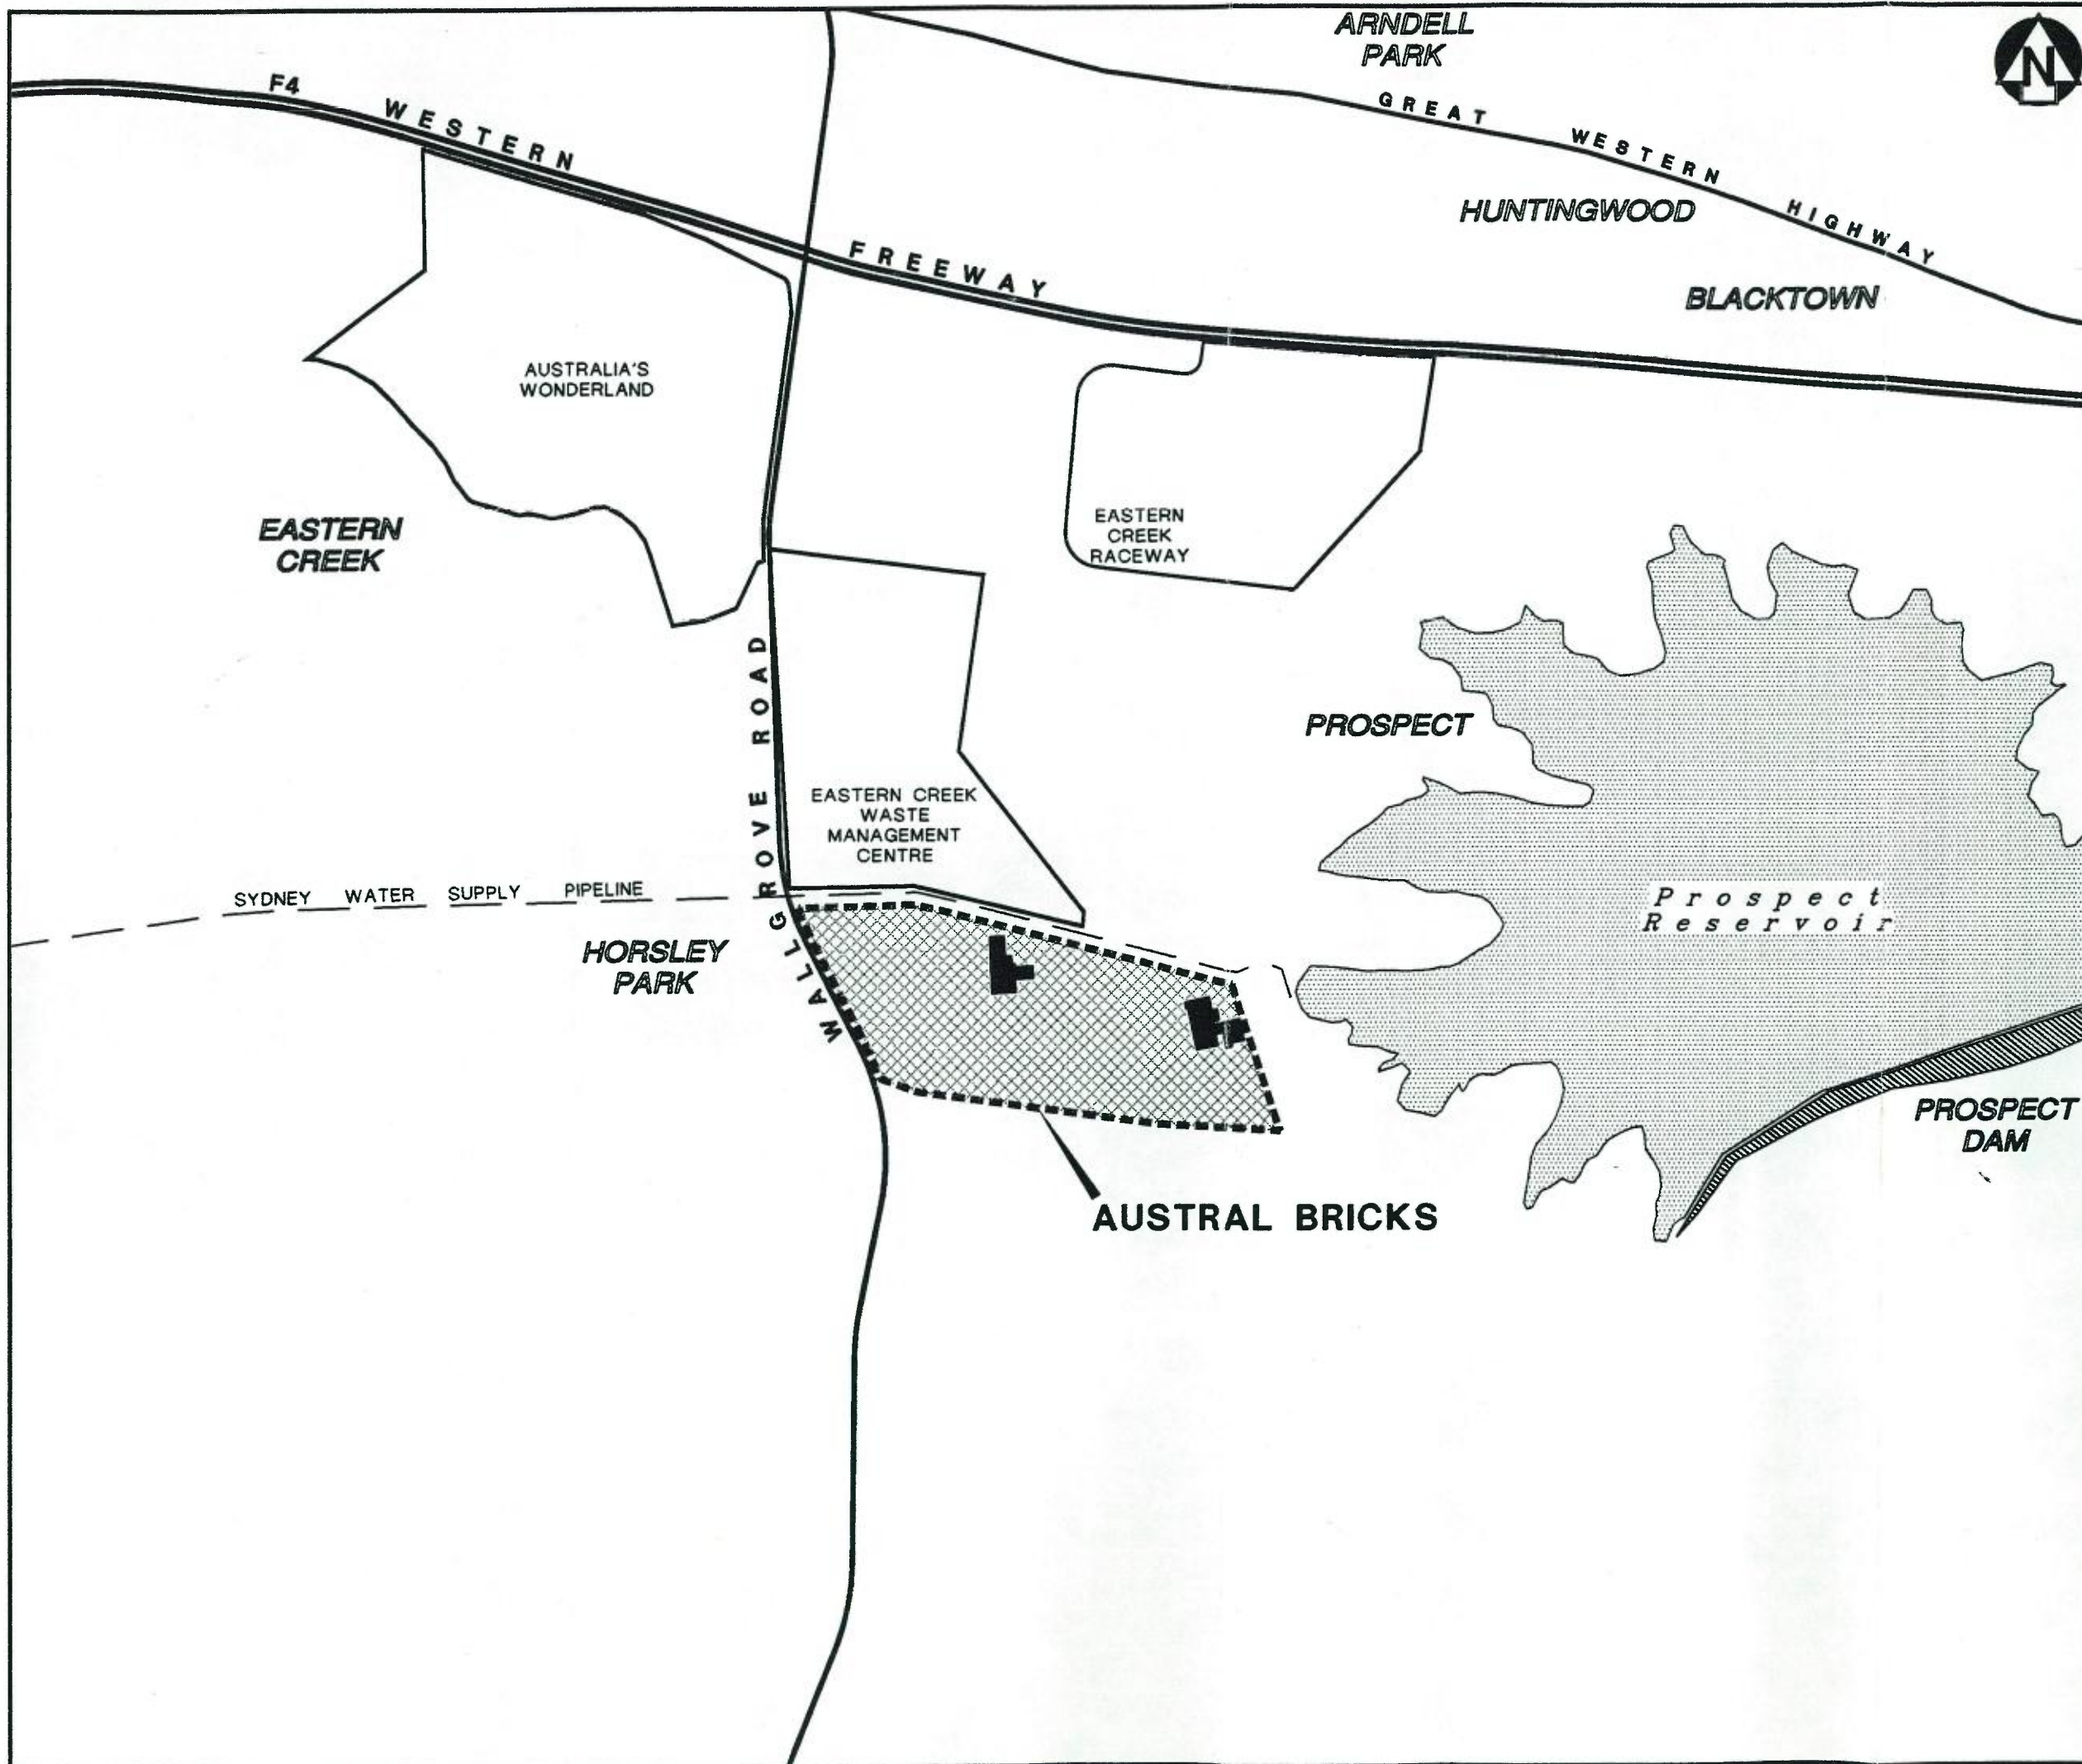 ARNDELL
PARK
N
F4
WESTERN
FREEWAY
GREAT WESTERN HIGHWAY
HUNTINGWOOD
BLACKTOWN
AUSTRALIA'S
WONDERLAND
EASTERN
CREEK
EASTERN
CREEK
RACEWAY
WALLGROVE ROAD
PROSPECT
EASTERN CREEK
WASTE
MANAGEMENT
CENTRE
SYDNEY WATER SUPPLY PIPELINE
Prospect
Reservoir
HORSLEY
PARK
PROSPECT
DAM
AUSTRAL BRICKS